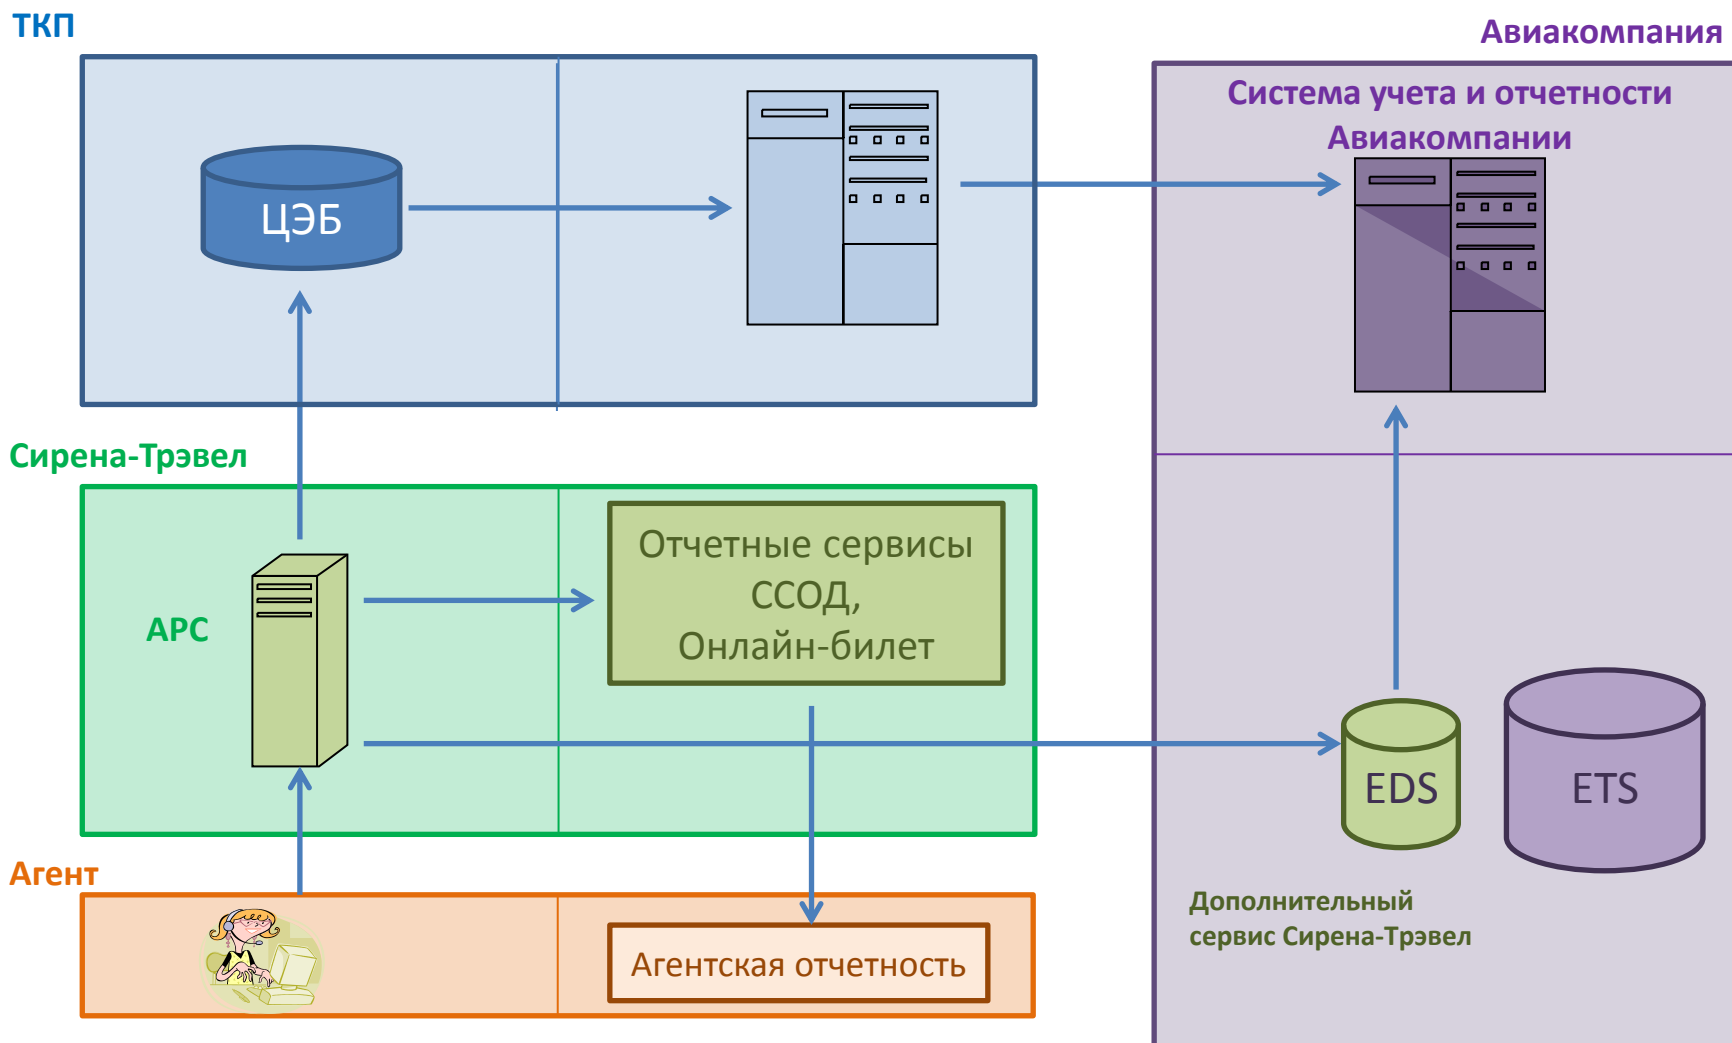 ТКП
Авиакомпания
Система учета и отчетности
Авиакомпании
ЦЭБ
Сирена-Трэвел
Отчетные сервисы
ССОД,
Онлайн-билет
АРС
EDS
ETS
Агент
Дополнительный
сервис Сирена-Трэвел
Агентская отчетность